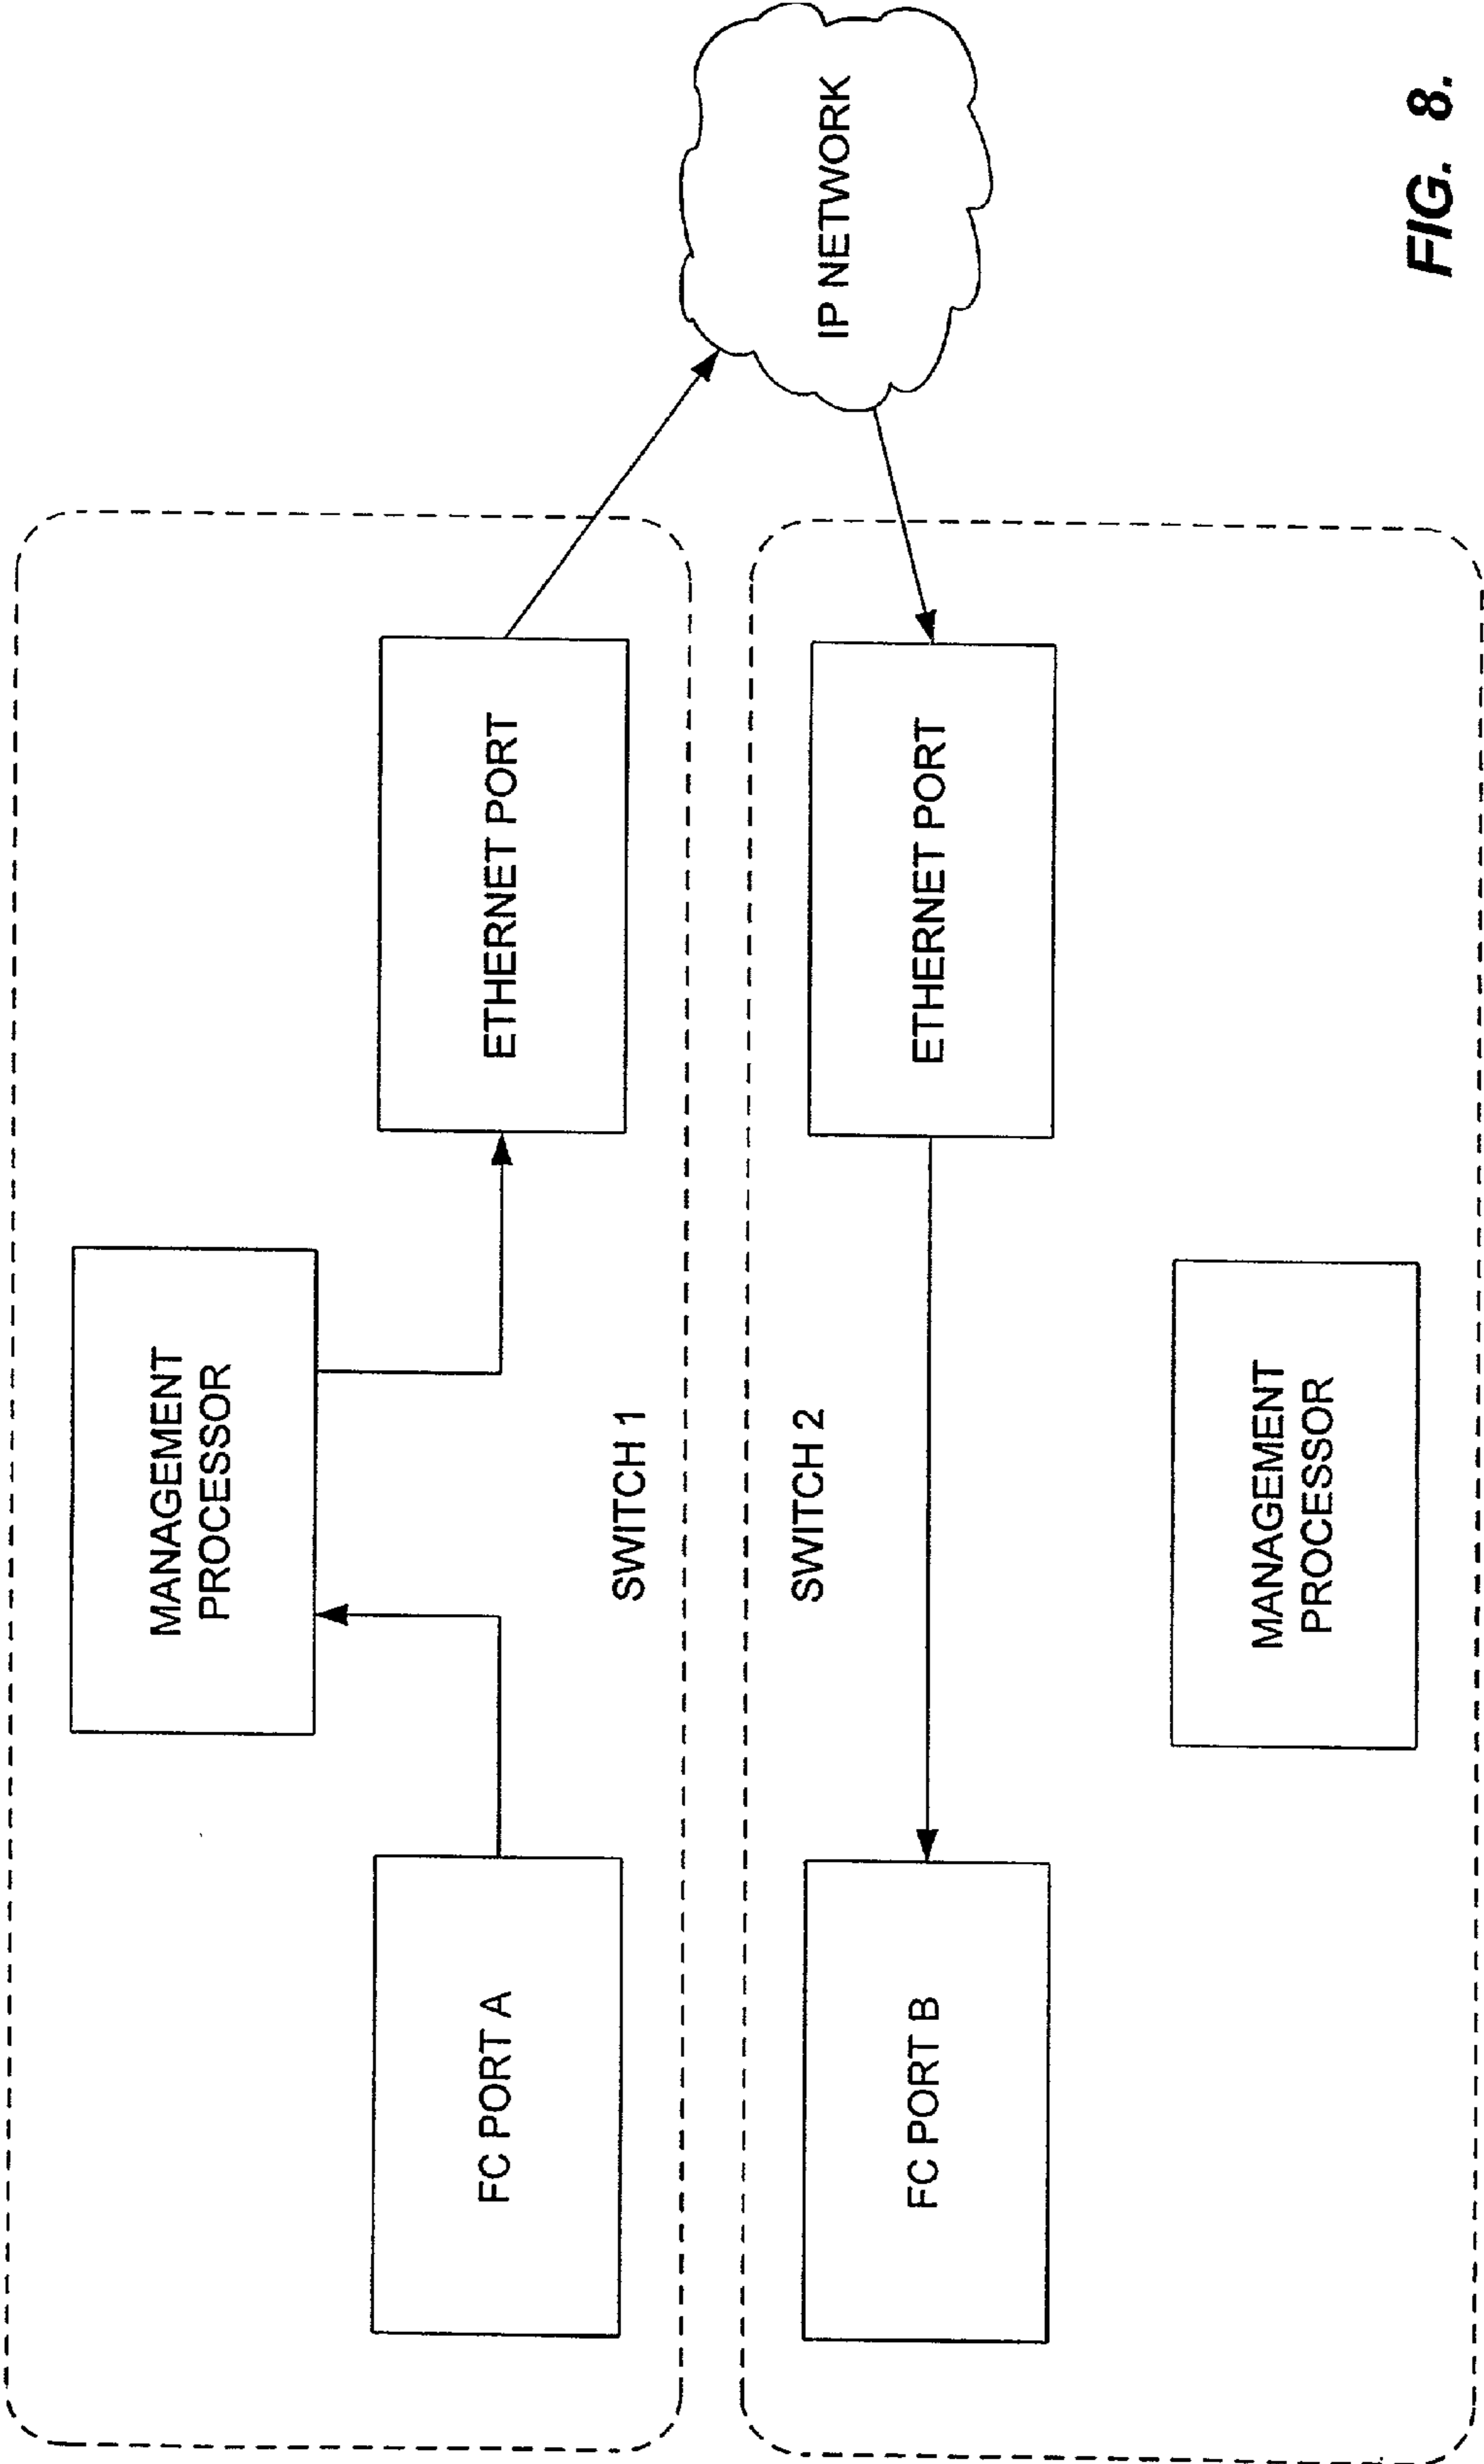 MANAGEMENT
PROCESSOR
FC PORT A
ETHERNET PORT
SWITCH 1
IP NETWORK
SWITCH 2
FC PORT B
ETHERNET PORT
MANAGEMENT
PROCESSOR
FIG. 8.